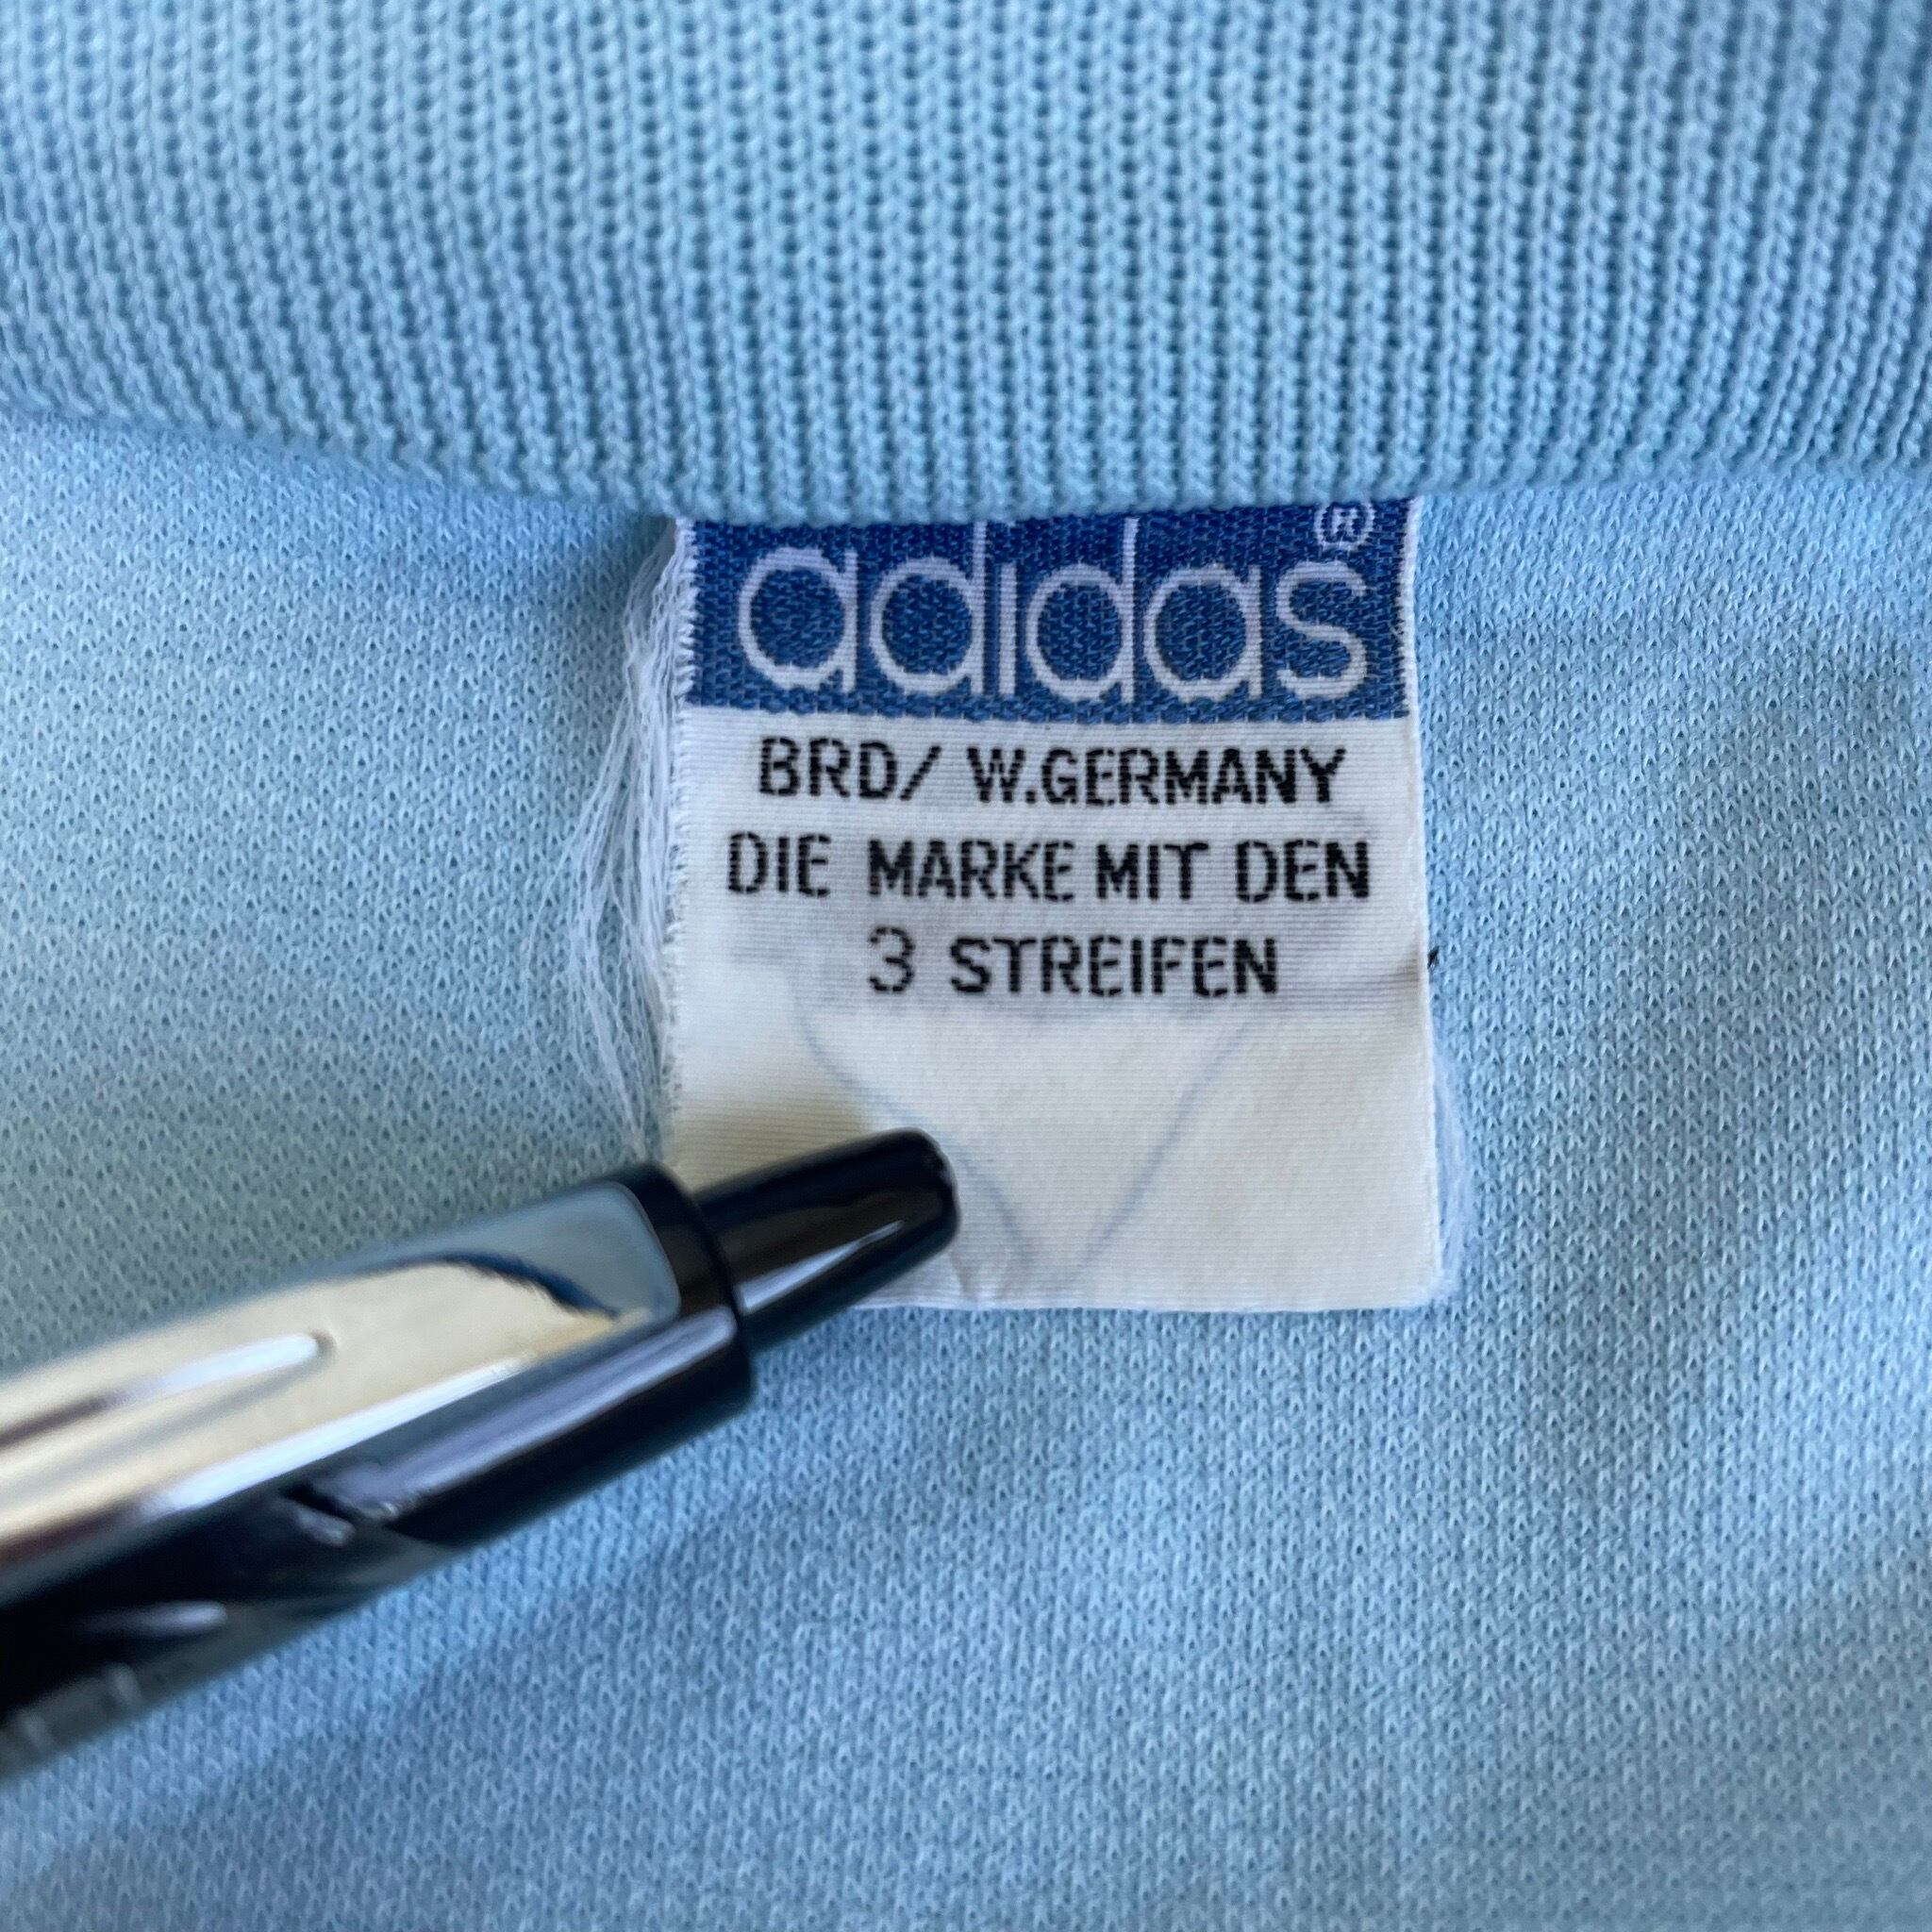 adidas®
BRD/ W.GERMANY
DIE MARKE MIT DEN
3 STREIFEN